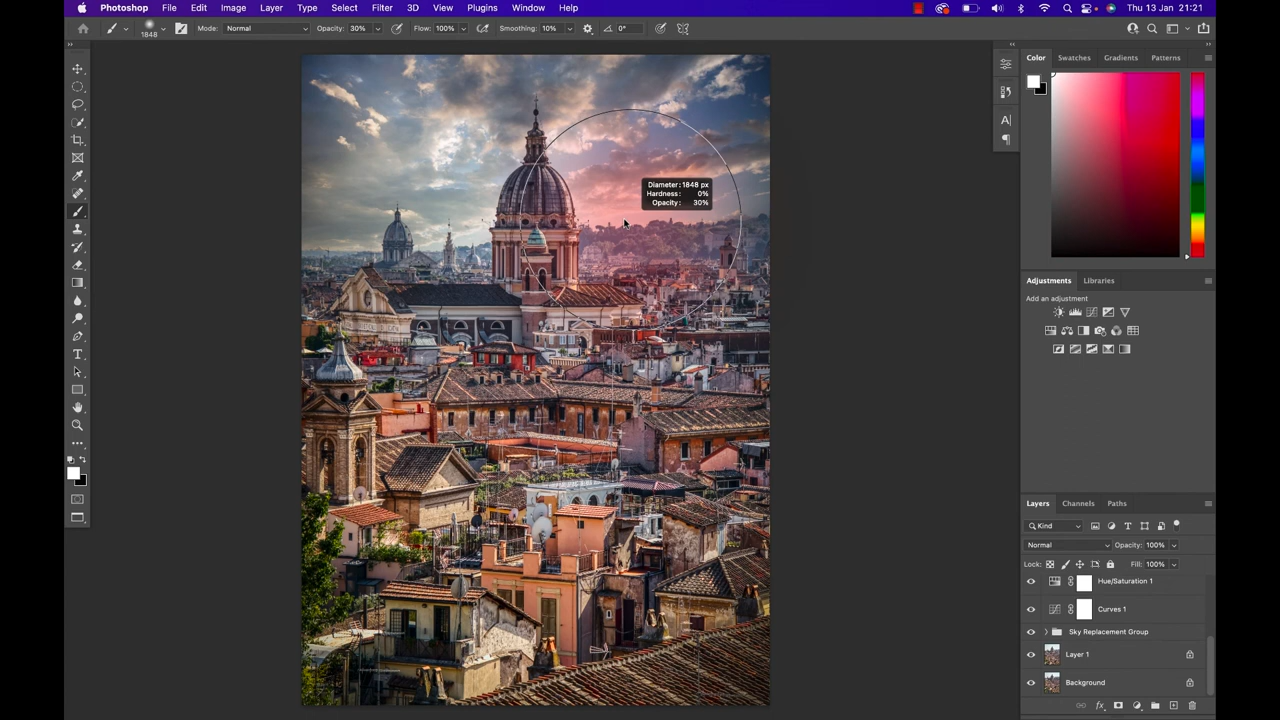 Photoshop File Edit Image Layer Type Select Filter 3D View Plugins Window Help Thu 13 Jan 21:21
1848 Mode: Normal Opacity: 30% Flow: 100% Smoothing: 10% 0°
Color Swatches Gradients Patterns
Diameter: 1848 px
Hardness: 0%
Opacity: 30%
Adjustments Libraries
Add an adjustment
Layers Channels Paths
Kind
Normal Opacity: 100%
Lock: Fill: 100%
Hue/Saturation 1
Curves 1
Sky Replacement Group
Layer 1
Background